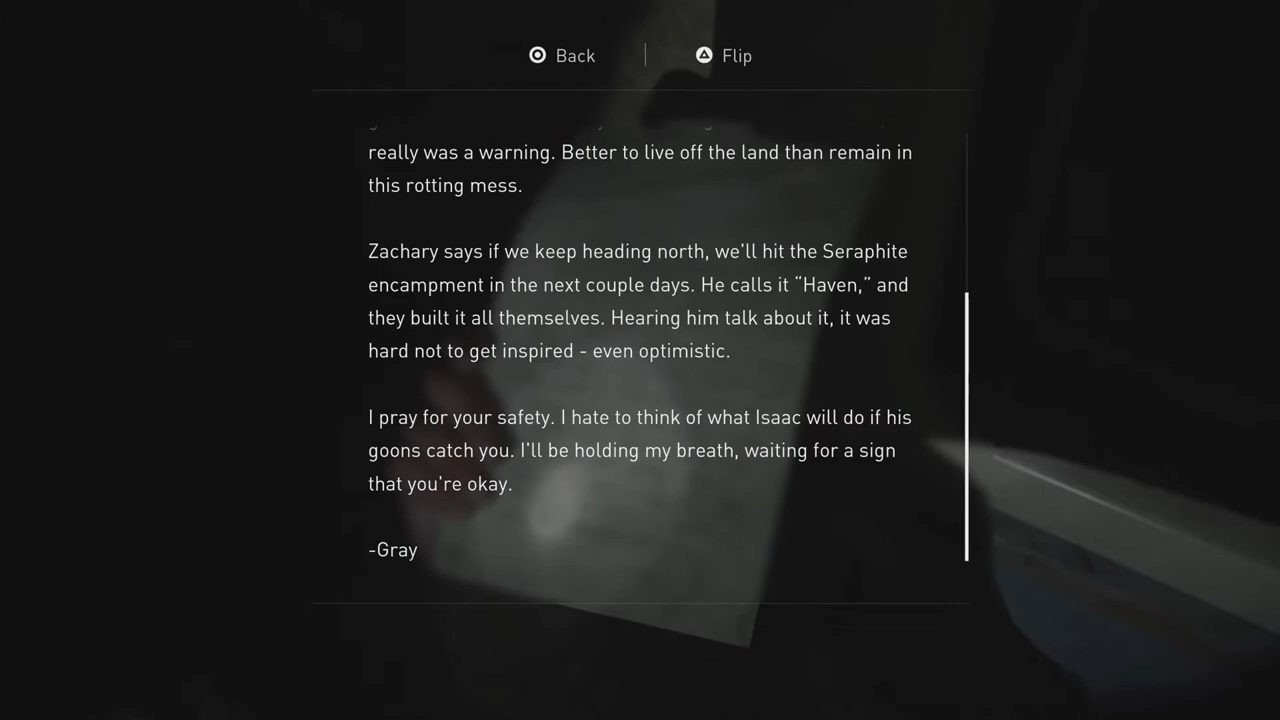 Back
Flip
really was a warning. Better to live off the land than remain in
this rotting mess.
Zachary says if we keep heading north, we'll hit the Seraphite
encampment in the next couple days. He calls it “Haven,” and
they built it all themselves. Hearing him talk about it, it was
hard not to get inspired - even optimistic.
I pray for your safety. I hate to think of what Isaac will do if his
goons catch you. I'll be holding my breath, waiting for a sign
that you're okay.
-Gray